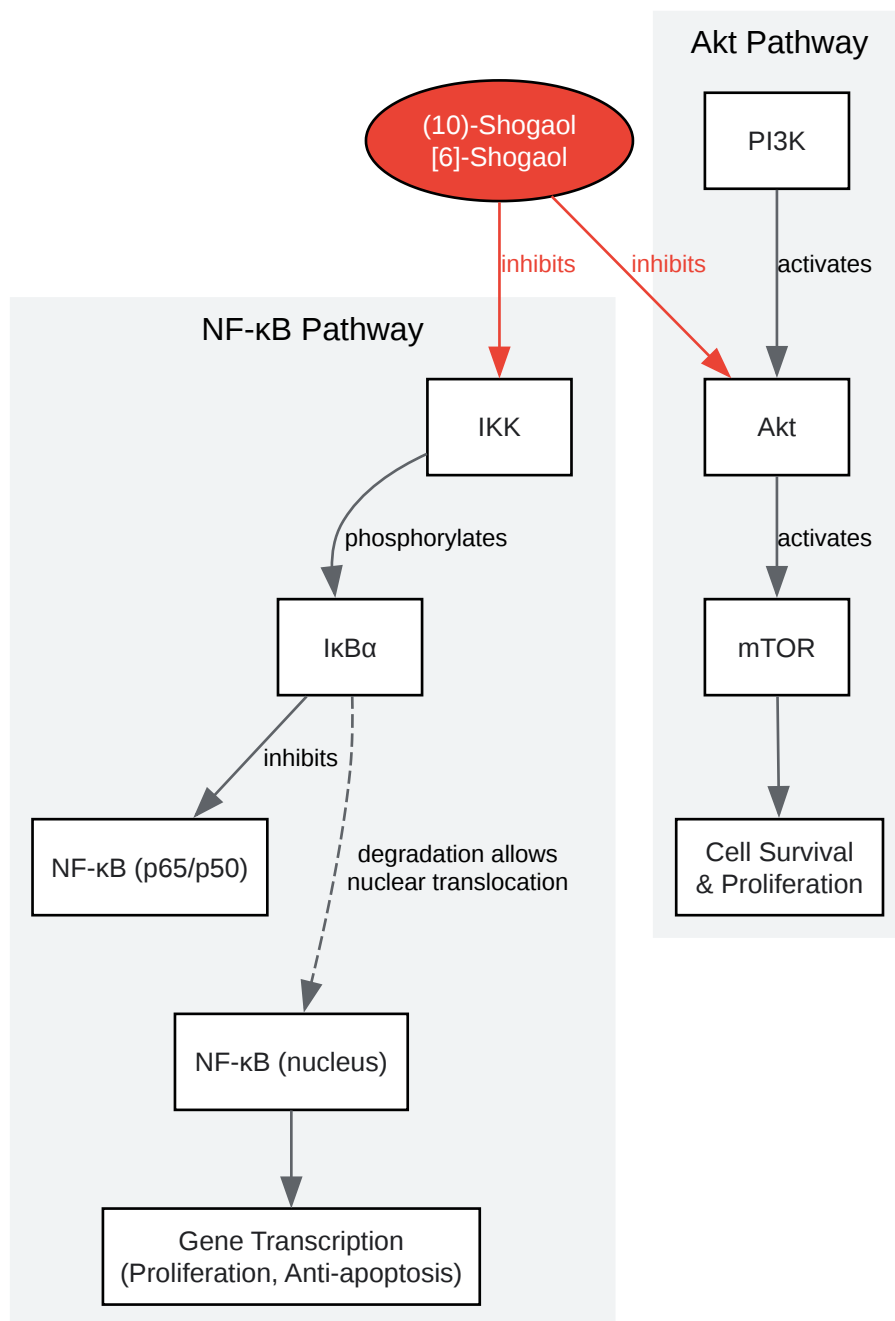 Akt Pathway
(10)-Shogaol
[6]-Shogaol
PI3K
inhibits
inhibits
activates
NF-κB Pathway
IKK
Akt
phosphorylates
activates
IκBα
mTOR
inhibits
NF-κB (p65/p50)
degradation allows
nuclear translocation
Cell Survival
& Proliferation
NF-κB (nucleus)
Gene Transcription
(Proliferation, Anti-apoptosis)